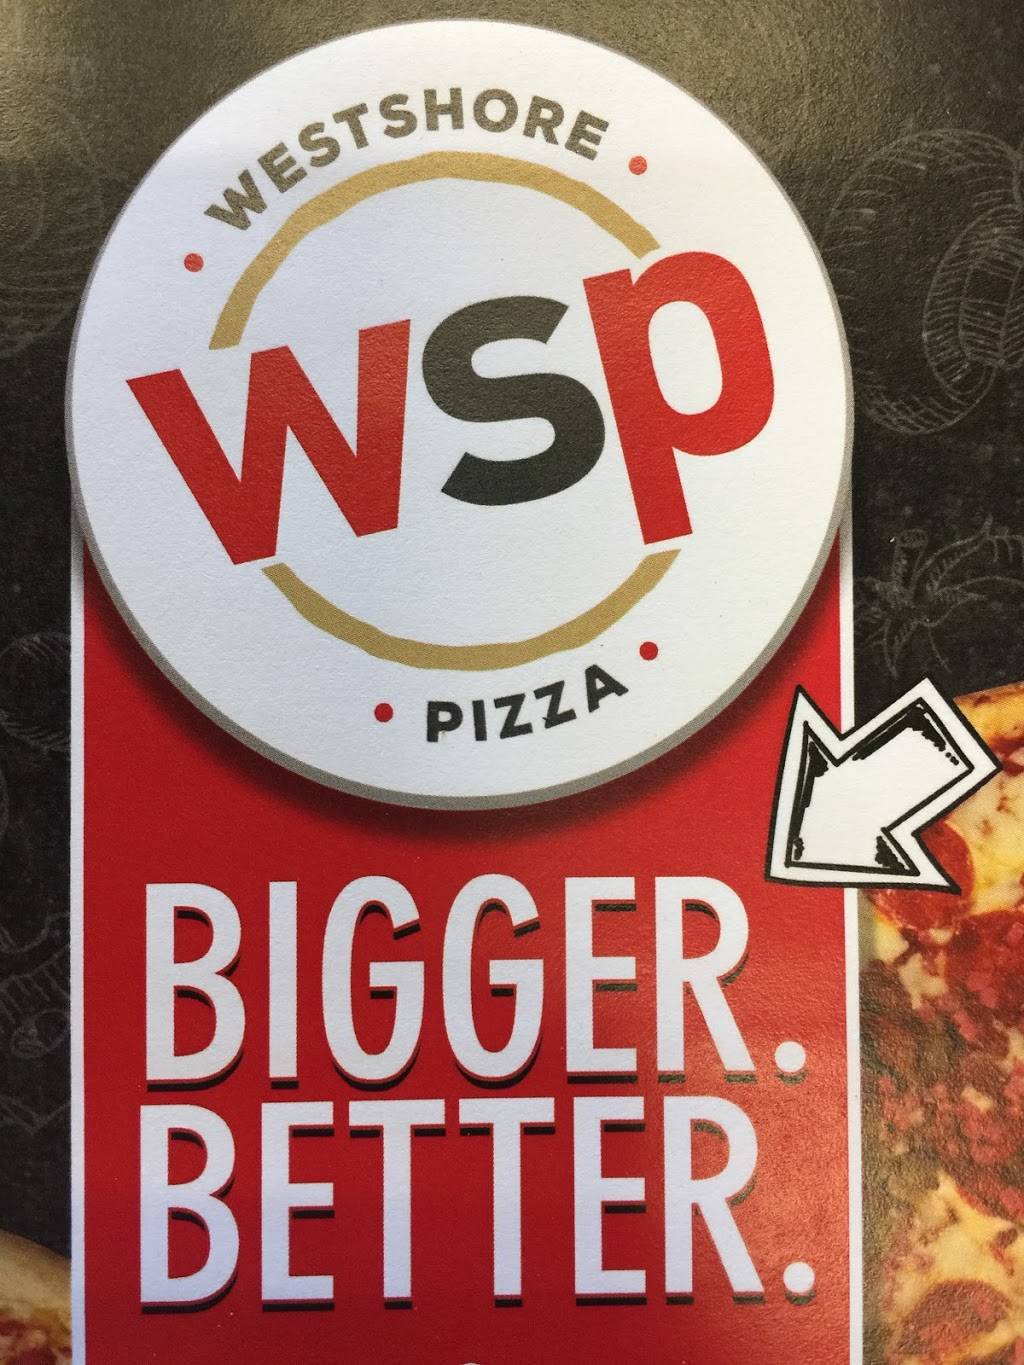 WESTSHORE
wsp
PIZZA
BIGGER.
BETTER.